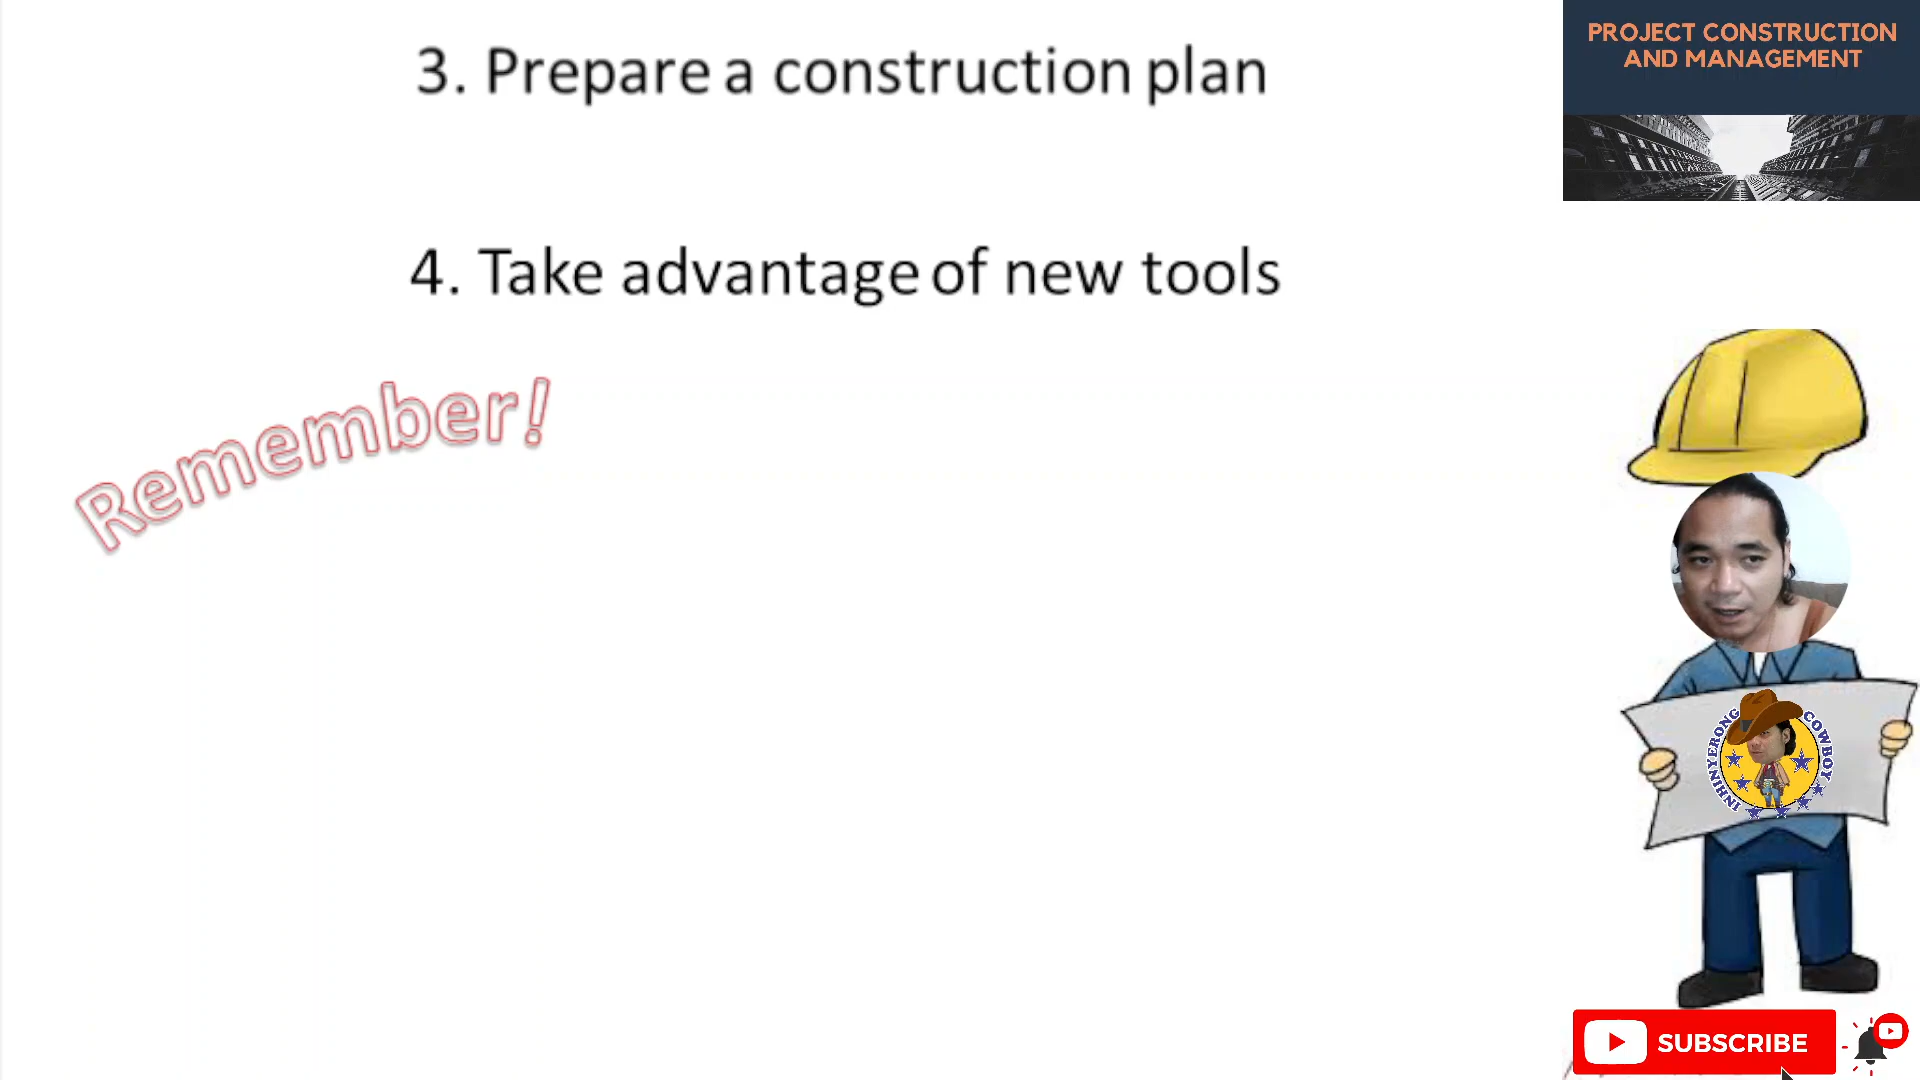 PROJECT CONSTRUCTION
AND MANAGEMENT
3. Prepare a construction plan
4. Take advantage of new tools
Remember!
INHINYERONG COWBOY
SUBSCRIBE